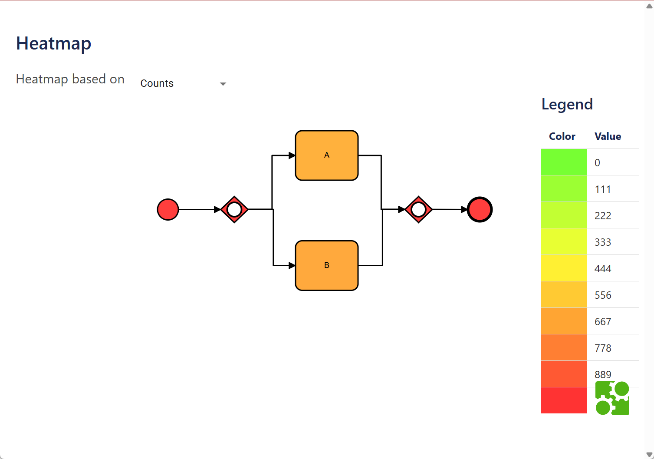 Heatmap
Heatmap based on Counts
Legend
Color Value
A
B
0
111
222
333
444
556
667
778
889